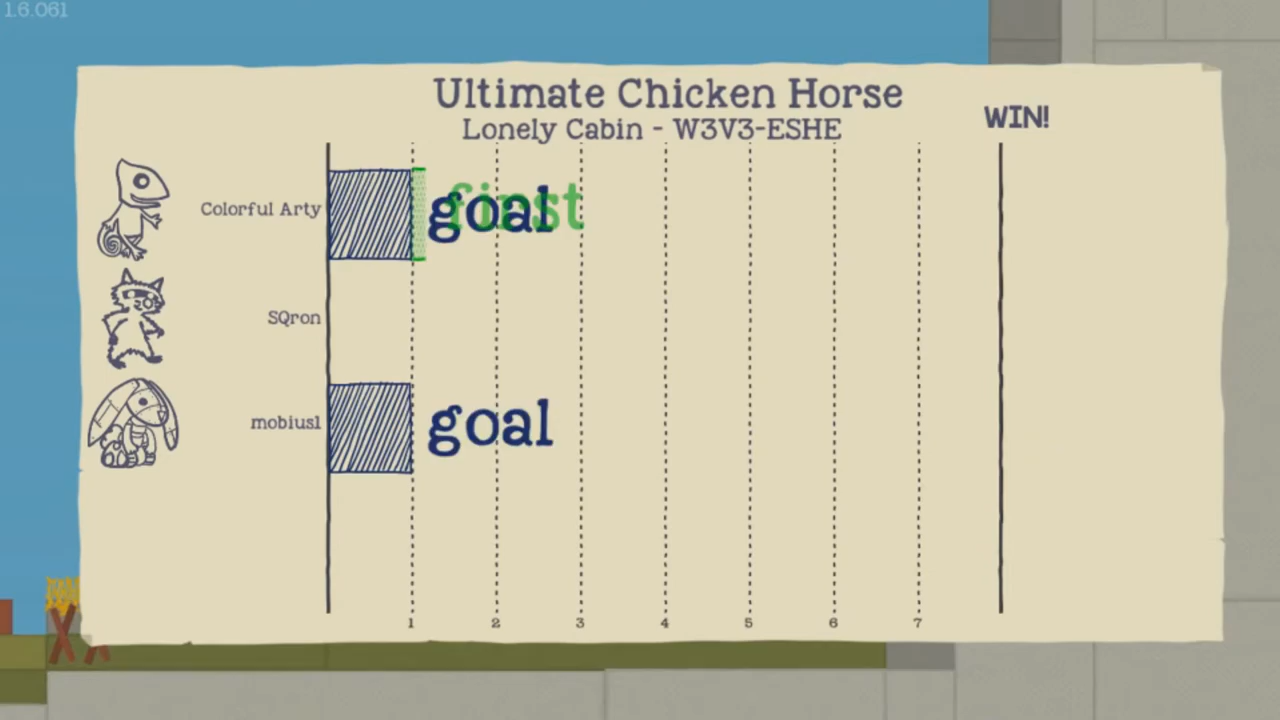 1.6.061
Ultimate Chicken Horse
Lonely Cabin - W3V3-ESHE
WIN!
Colorful Arty
goal
first
SQron
mobius1
goal
1 2 3 4 5 6 7